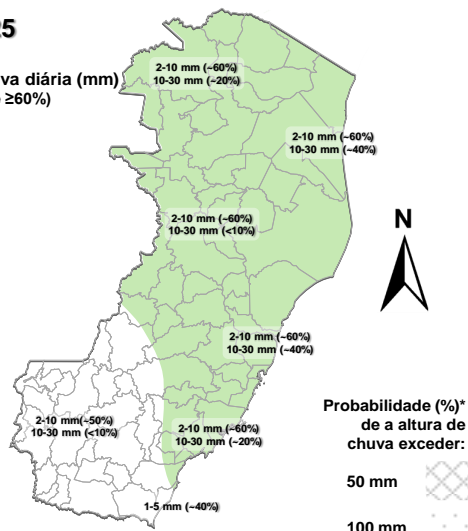 25
va diária (mm)
≥60%)
2-10 mm (~60%)
10-30 mm (~20%)
2-10 mm (~60%)
10-30 mm (~40%)
2-10 mm (~60%)
10-30 mm (<10%)
N
2-10 mm (~60%)
10-30 mm (~40%)
2-10 mm(~50%)
10-30 mm (<10%)
2-10 mm (~60%)
10-30 mm (~20%)
1-5 mm (~40%)
Probabilidade (%)*
de a altura de
chuva exceder:
50 mm
100 mm